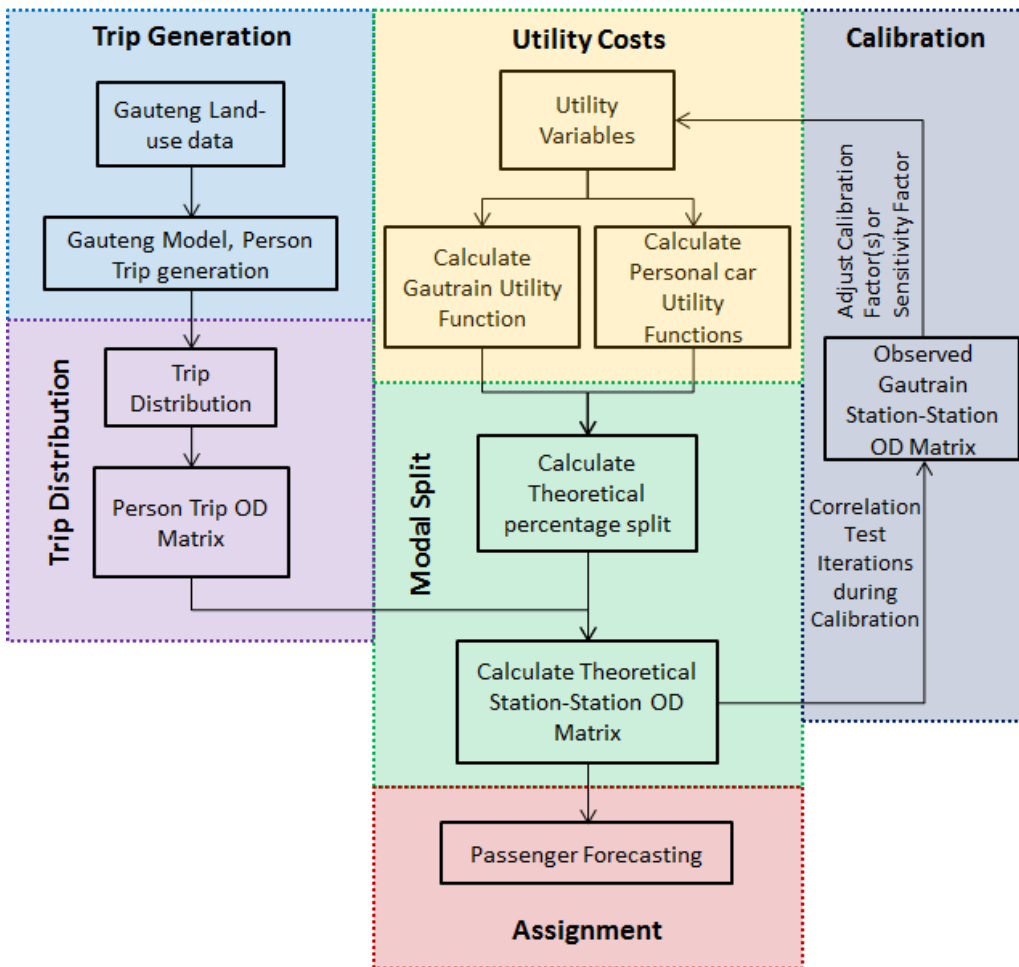 Trip Generation
Gauteng Land-
use data
Gauteng Model, Person
Trip generation
Trip Distribution
Trip
Distribution
Person Trip OD
Matrix
Utility Costs
Utility
Variables
Calculate
Gautrain Utility
Function
Calculate
Personal car
Utility
Functions
Modal Split
Calculate
Theoretical
percentage split
Calculate Theoretical
Station-Station OD
Matrix
Passenger Forecasting
Assignment
Calibration
Adjust Calibration
Factor(s) or
Sensitivity Factor
Observed
Gautrain
Station-Station
OD Matrix
Correlation
Test
Iterations
during
Calibration